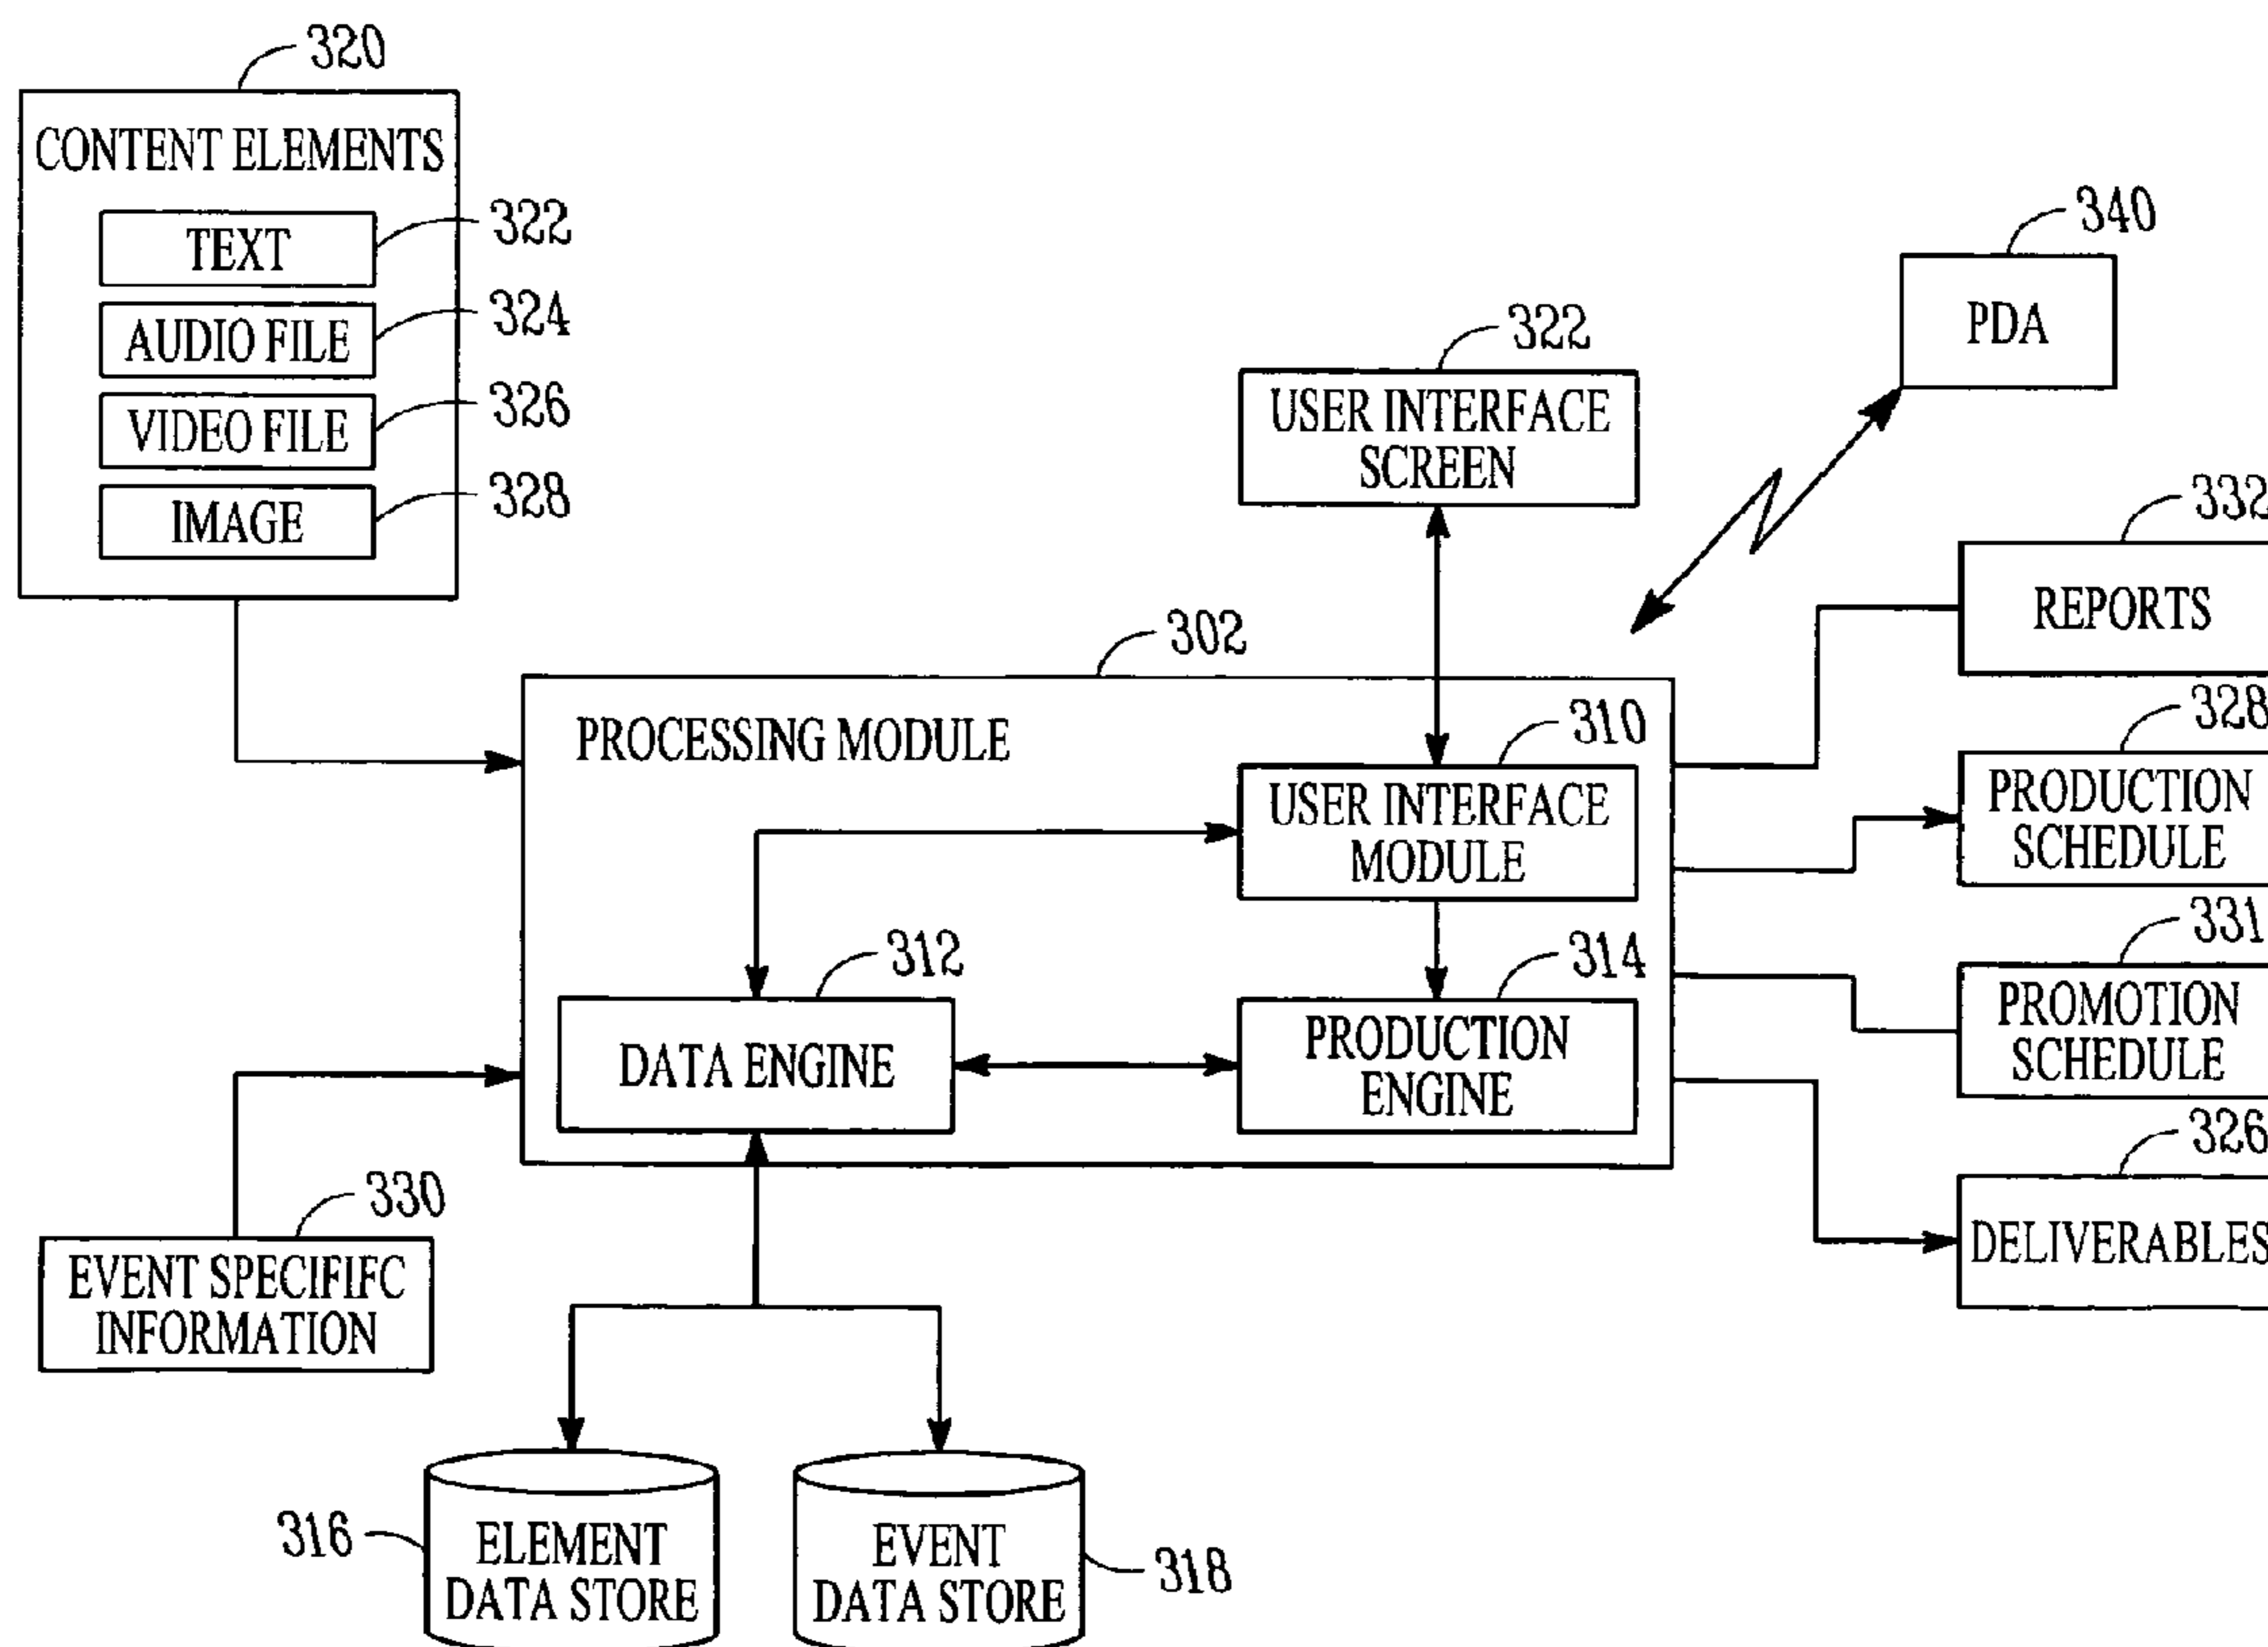 320
CONTENT ELEMENTS
TEXT
322
AUDIO FILE
324
VIDEO FILE
326
IMAGE
328
322
USER INTERFACE
SCREEN
340
PDA
332
REPORTS
328
PRODUCTION
SCHEDULE
331
PROMOTION
SCHEDULE
326
DELIVERABLES
302
PROCESSING MODULE
310
USER INTERFACE
MODULE
312
DATA ENGINE
314
PRODUCTION
ENGINE
330
EVENT SPECIFIFC
INFORMATION
316
ELEMENT
DATA STORE
318
EVENT
DATA STORE